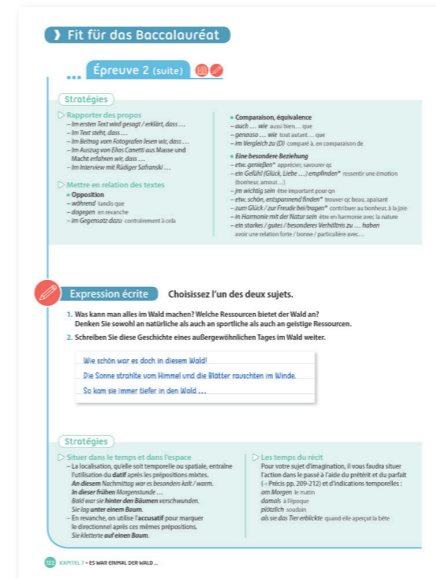 Fit für das Baccalauréat
... Épreuve 2 (suite)
Stratégies
Rapporter des propos
– Im ersten Text wird gesagt / erklärt, dass …
– Im Text steht, dass …
– Im Beitrag vom Fotografen lesen wir, dass …
– Im Auszug von Elias Canetti aus Masse und
Macht erfahren wir, dass …
– Im Interview mit Rüdiger Safranski …
Mettre en relation des textes
• Opposition
– während tandis que
– dagegen en revanche
– im Gegensatz dazu contrairement à cela
• Comparaison, équivalence
– auch … wie aussi bien… que
– genauso … wie tout autant… que
– im Vergleich zu (D) comparé à, en comparaison de
• Eine besondere Beziehung
– etw. genießen* apprécier, savourer qc
– ein Gefühl (Glück, Liebe …) empfinden* ressentir une émotion
(bonheur, amour…)
– jm wichtig sein être important pour qn
– etw. schön, entspannend finden* trouver qc beau, apaisant
– zum Glück / zur Freude beitragen* contribuer au bonheur, à la joie
– in Harmonie mit der Natur sein être en harmonie avec la nature
– ein starkes / gutes / besonderes Verhältnis zu … haben
avoir une relation forte / bonne / particulière avec…
Expression écrite Choisissez l'un des deux sujets.
1. Was kann man alles im Wald machen? Welche Ressourcen bietet der Wald an?
Denken Sie sowohl an natürliche als auch an sportliche als auch an geistige Ressourcen.
2. Schreiben Sie diese Geschichte eines außergewöhnlichen Tages im Wald weiter.
Wie schön war es doch in diesem Wald!
Die Sonne strahlte vom Himmel und die Blätter rauschten im Winde.
So kam sie immer tiefer in den Wald …
Stratégies
Situer dans le temps et dans l'espace
– La localisation, qu'elle soit temporelle ou spatiale, entraîne
l'utilisation du datif après les prépositions mixtes.
An diesem Nachmittag war es besonders kalt / warm.
In dieser frühen Morgenstunde …
Bald war sie hinter den Bäumen verschwunden.
Sie lag unter einem Baum.
– En revanche, on utilise l'accusatif pour marquer
le directionnel après ces mêmes prépositions.
Sie kletterte auf einen Baum.
Les temps du récit
Pour votre sujet d'imagination, il vous faudra situer
l'action dans le passé à l'aide du prétérit et du parfait
(→ Précis pp. 209-212) et d'indications temporelles :
am Morgen le matin
damals à l'époque
plötzlich soudain
als sie das Tier erblickte quand elle aperçut la bête
KAPITEL 7 • ES WAR EINMAL DER WALD …